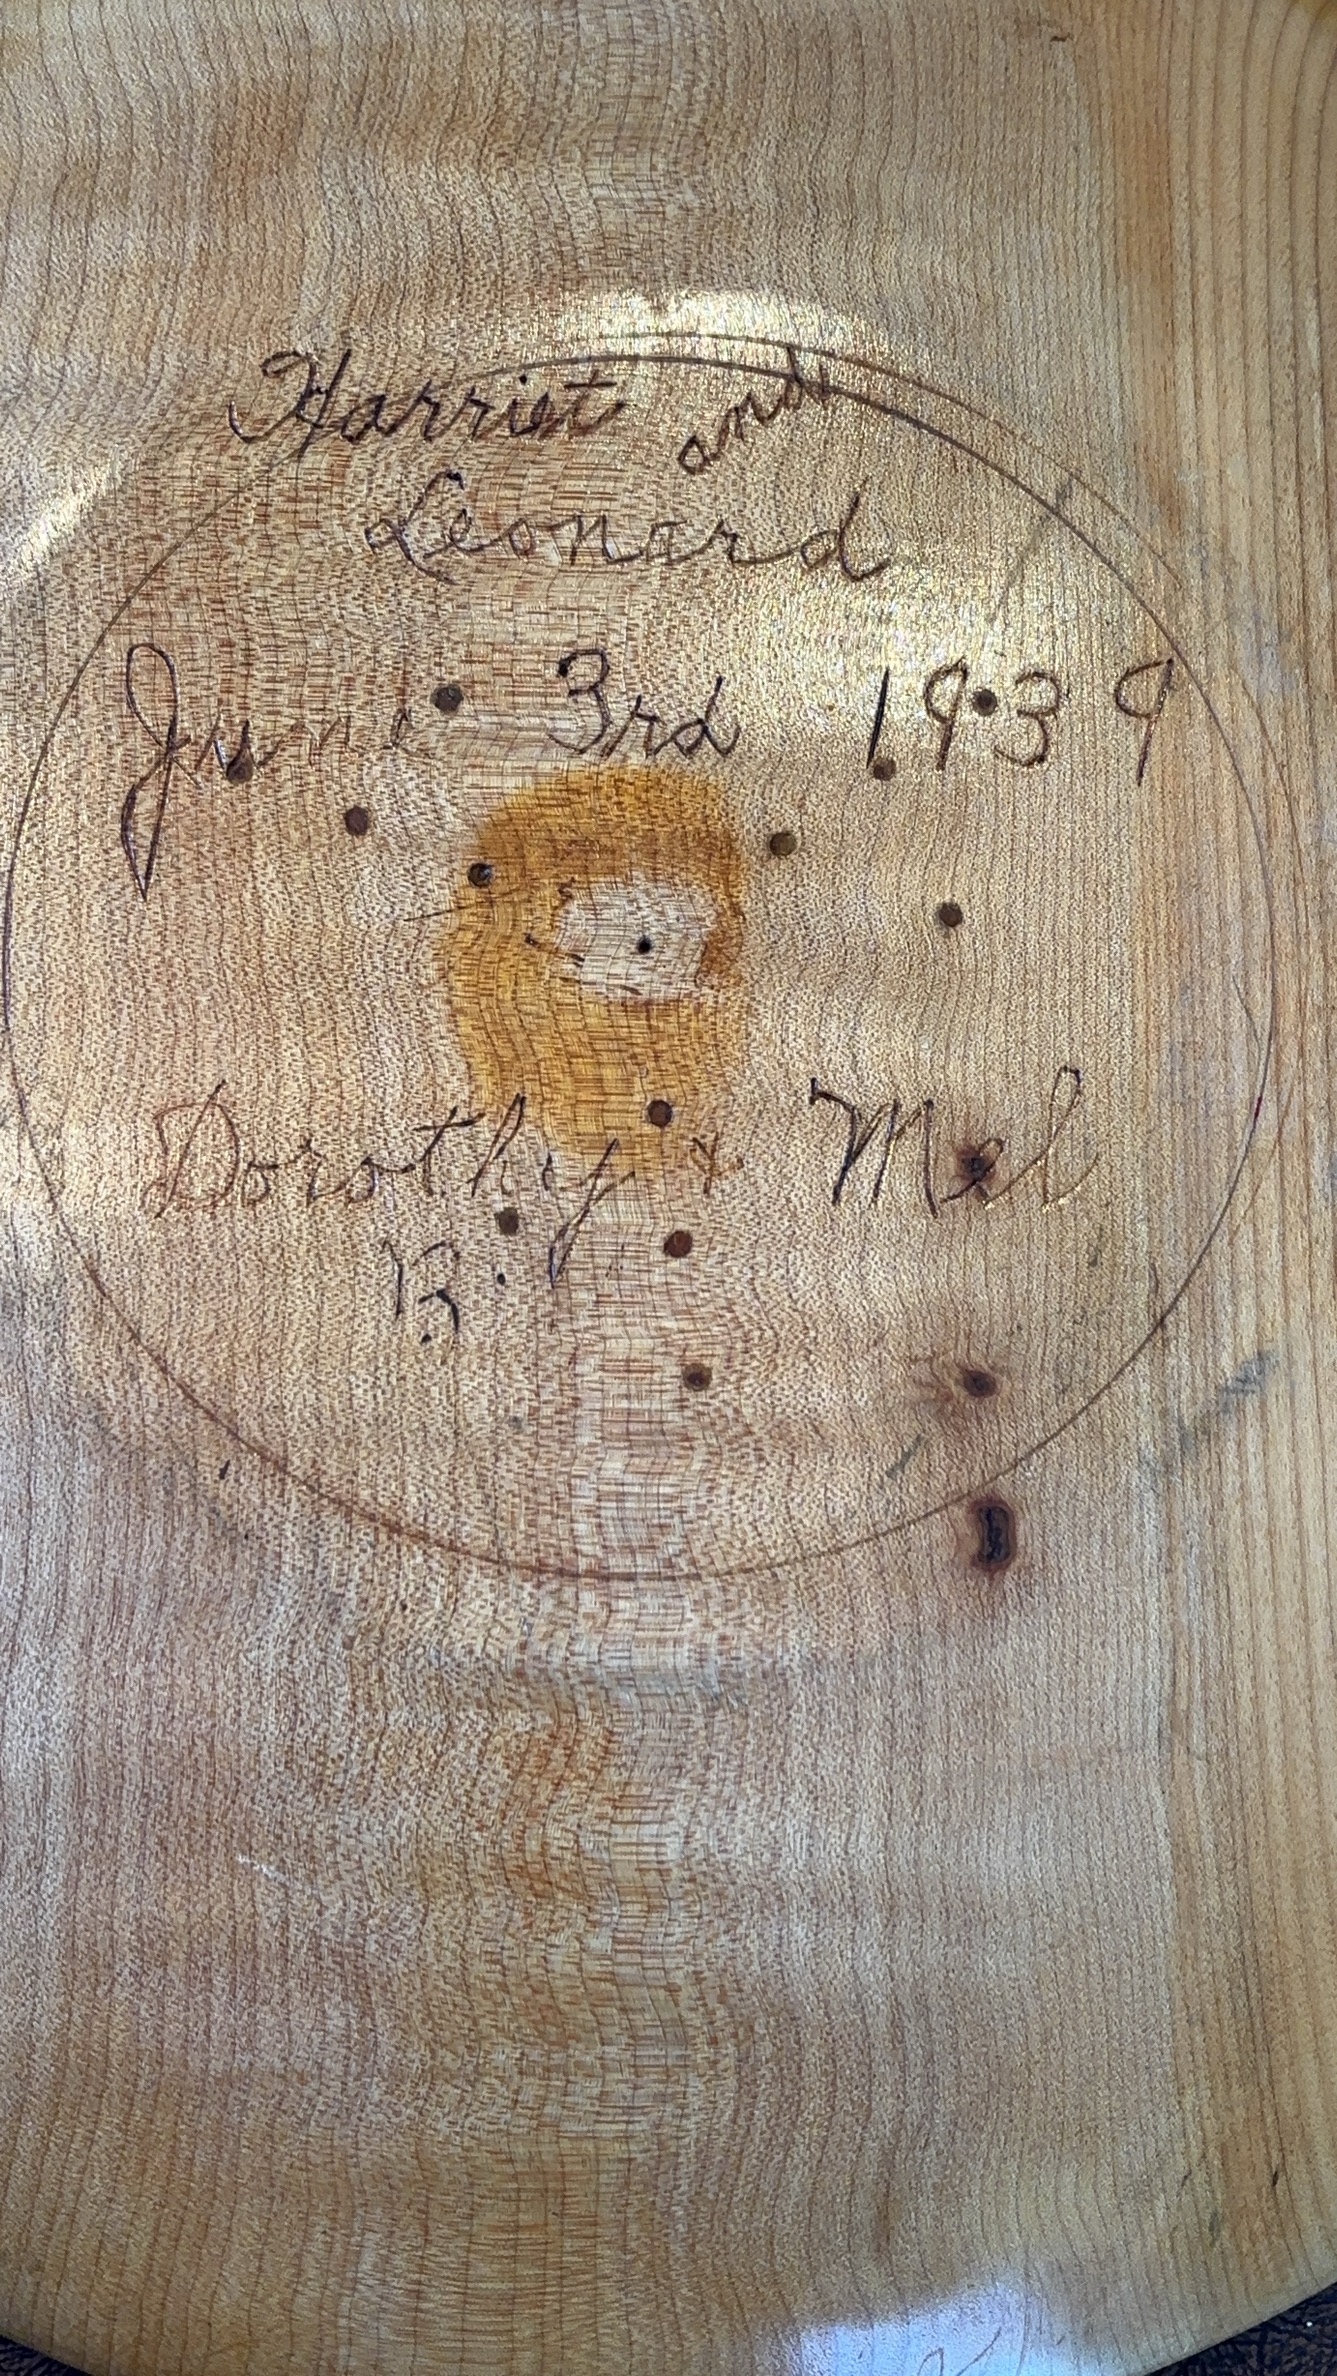 Harriet and
Leonard
June 3rd 1939
Dorothy & Mel
B.